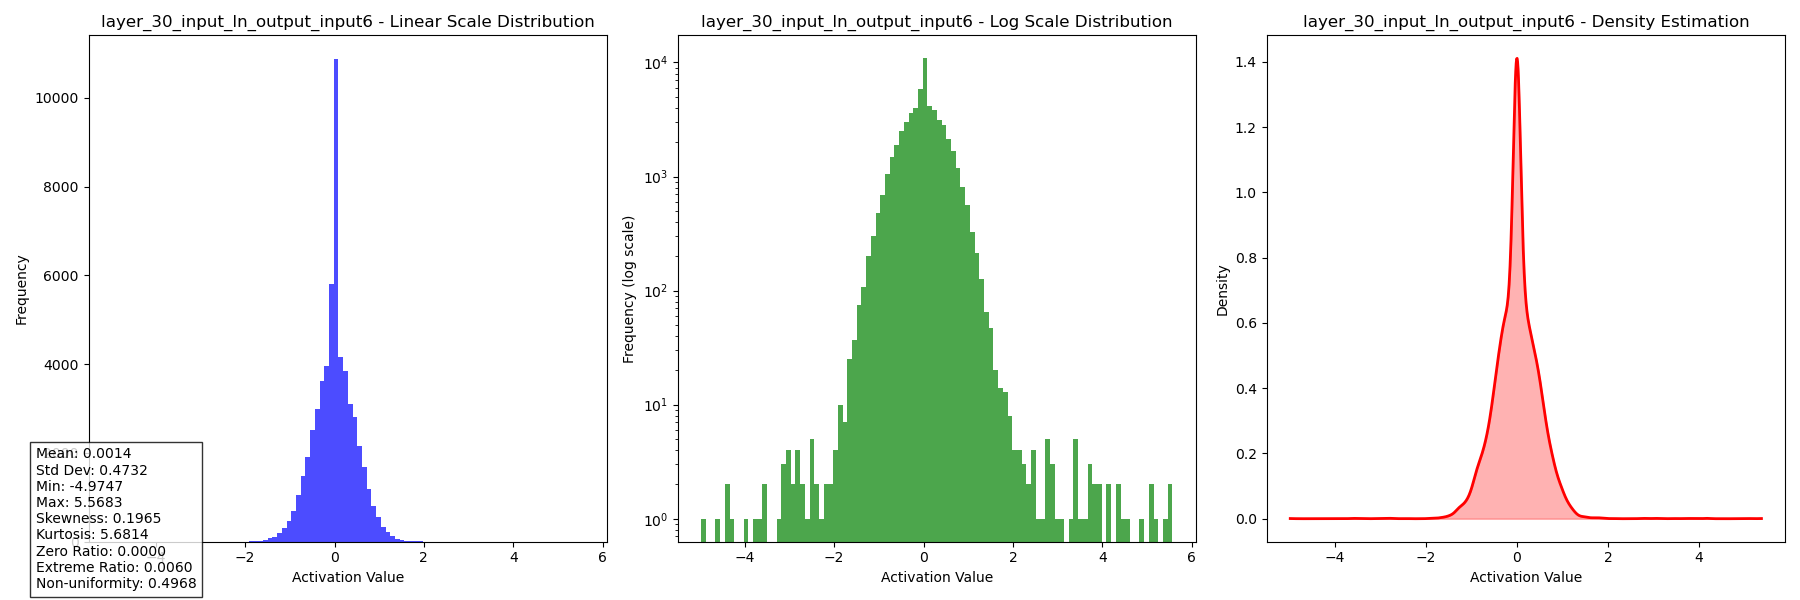 layer_30_input_ln_output_input6 - Linear Scale Distribution
10000
8000
6000
4000
Frequency
−2
0
2
4
6
Activation Value
Mean: 0.0014
Std Dev: 0.4732
Min: -4.9747
Max: 5.5683
Skewness: 0.1965
Kurtosis: 5.6814
Zero Ratio: 0.0000
Extreme Ratio: 0.0060
Non-uniformity: 0.4968
layer_30_input_ln_output_input6 - Log Scale Distribution
10⁴
10³
10²
10¹
10⁰
Frequency (log scale)
−4
−2
0
2
4
6
Activation Value
layer_30_input_ln_output_input6 - Density Estimation
1.4
1.2
1.0
0.8
0.6
0.4
0.2
0.0
Density
−4
−2
0
2
4
Activation Value